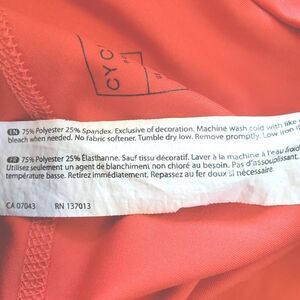 CYC
EN 75% Polyester 25% Spandex. Exclusive of decoration. Machine wash cold with like
bleach when needed. No fabric softener. Tumble dry low. Remove promptly. Low iron if
FR 75% Polyester 25% Élasthanne. Sauf tissu décoratif. Laver à la machine à l'eau froide
Utilisez seulement un agent de blanchiment non chloré au besoin. Pas d'assouplissant.
température basse. Retirez immédiatement. Repassez au fer doux si nécessaire.
CA 07043 RN 137013